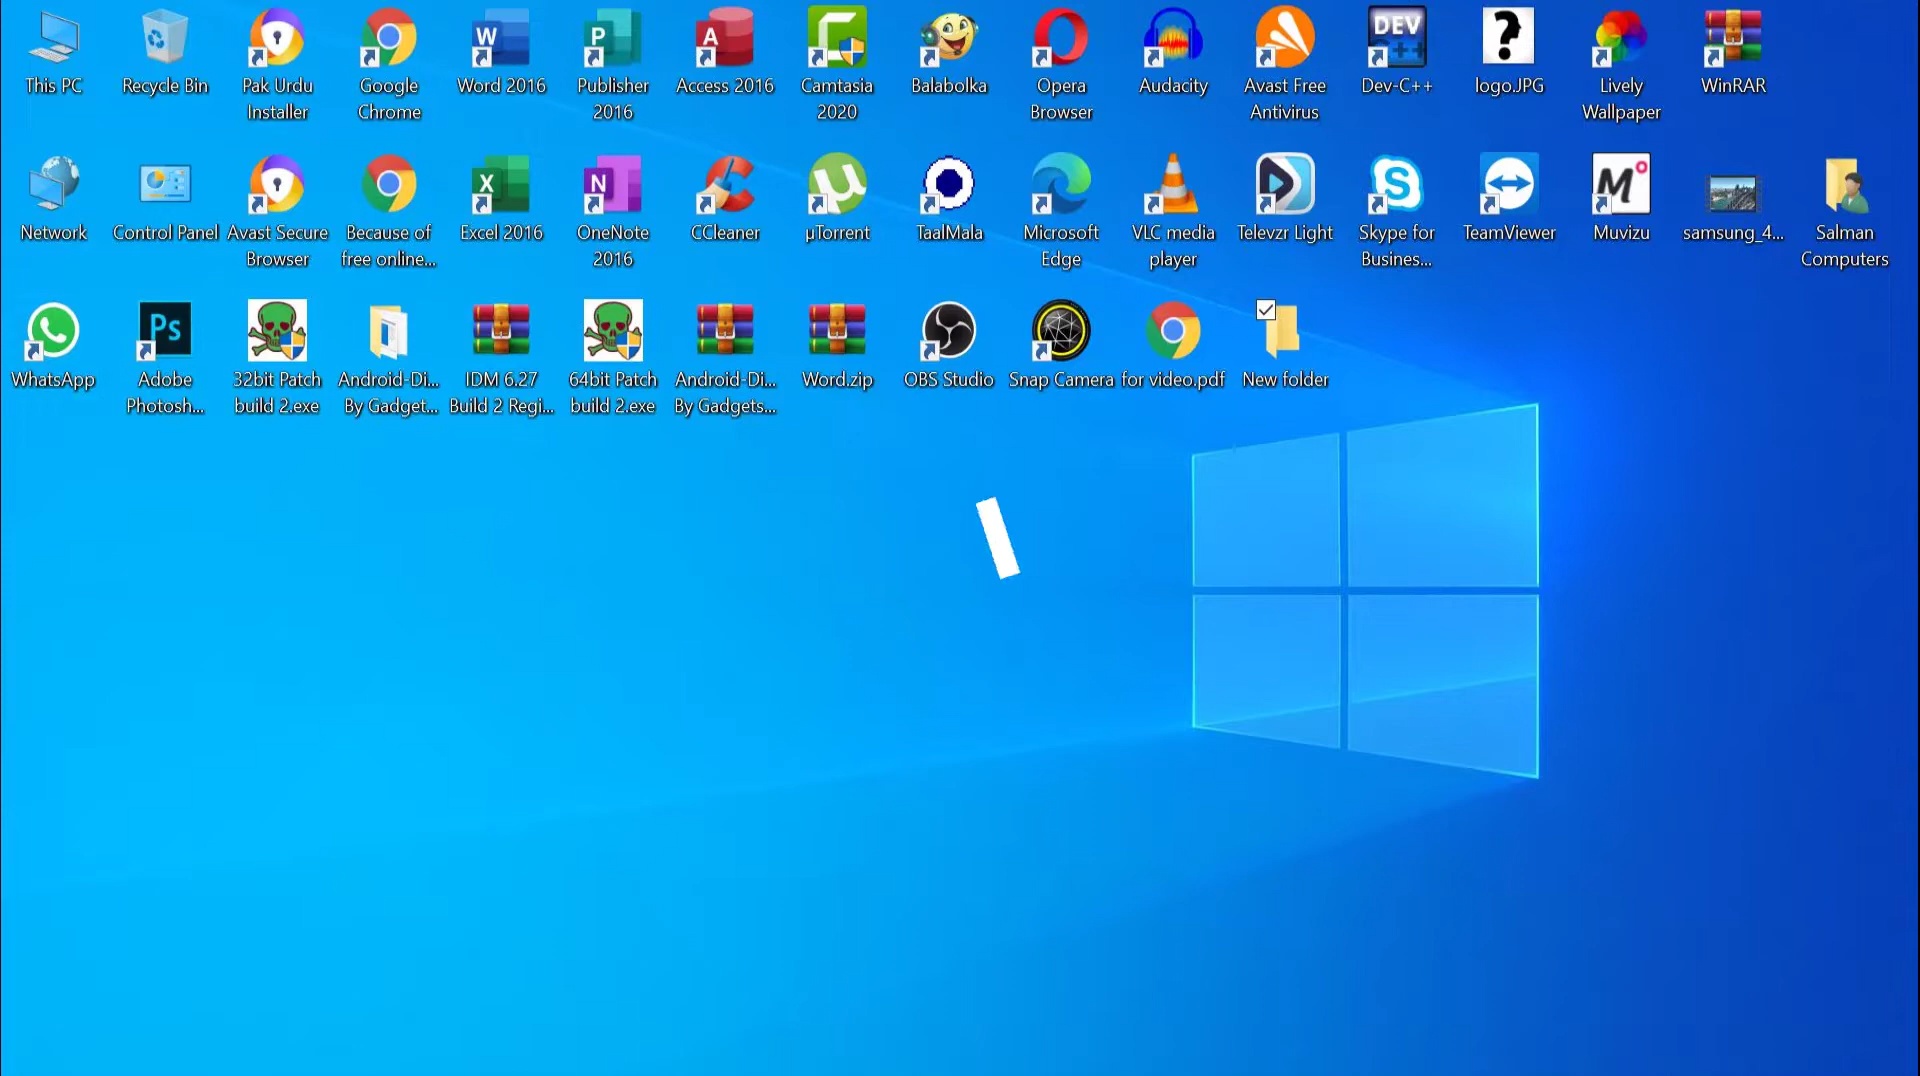 This PC
Recycle Bin
Pak Urdu
Installer
Google
Chrome
Word 2016
Publisher
2016
Access 2016
Camtasia
2020
Balabolka
Opera
Browser
Audacity
Avast Free
Antivirus
DEV
C++
Dev-C++
logo.JPG
Lively
Wallpaper
WinRAR
Network
Control Panel
Avast Secure
Browser
Because of
free online...
Excel 2016
OneNote
2016
CCleaner
µTorrent
TaalMala
Microsoft
Edge
VLC media
player
Televzr Light
Skype for
Busines...
TeamViewer
Muvizu
samsung_4...
Salman
Computers
WhatsApp
Ps
Adobe
Photosh...
32bit Patch
build 2.exe
Android-Di...
By Gadget...
IDM 6.27
Build 2 Regi...
64bit Patch
build 2.exe
Android-Di...
By Gadgets...
Word.zip
OBS Studio
Snap Camera
for video.pdf
New folder